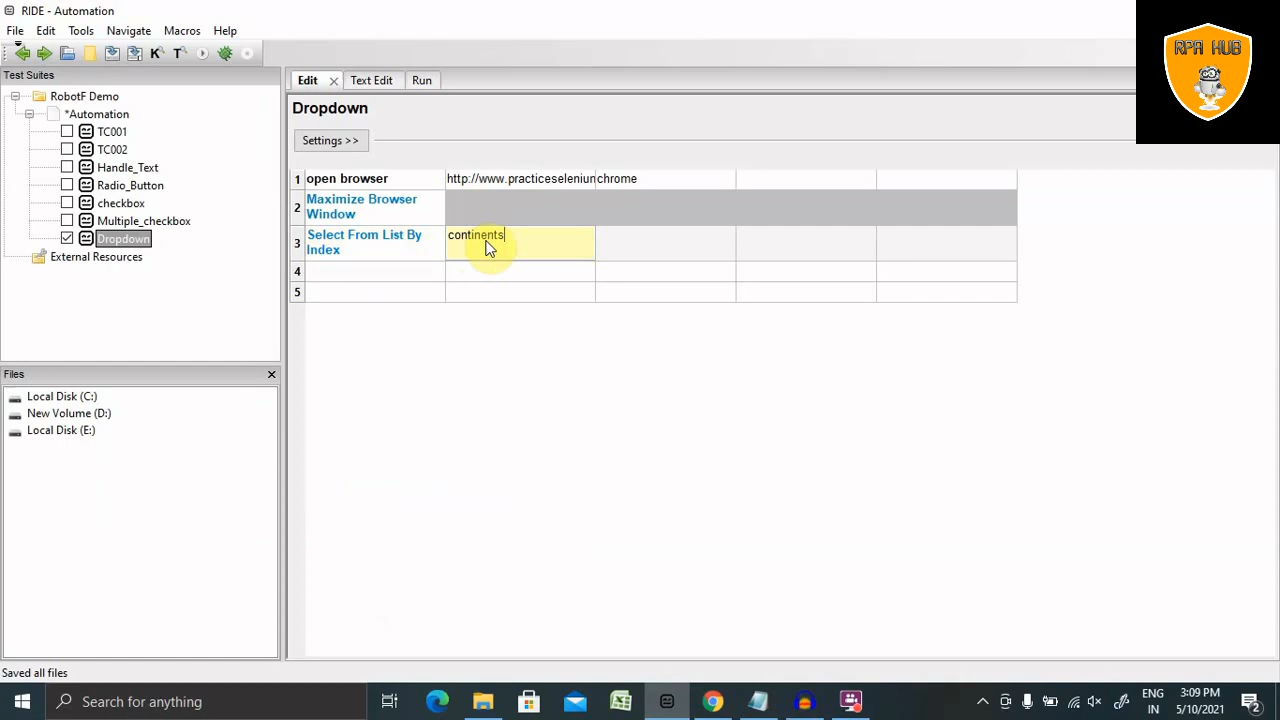 RIDE - Automation
File Edit Tools Navigate Macros Help
RPA HUB
Test Suites
RobotF Demo
*Automation
TC001
TC002
Handle_Text
Radio_Button
checkbox
Multiple_checkbox
Dropdown
External Resources
Files
Local Disk (C:)
New Volume (D:)
Local Disk (E:)
Saved all files
Edit Text Edit Run
Dropdown
Settings >>
1 open browser http://www.practiceseleniun chrome
2 Maximize Browser
Window
3 Select From List By continents
Index
4
5
Search for anything
ENG
IN
3:09 PM
5/10/2021
2